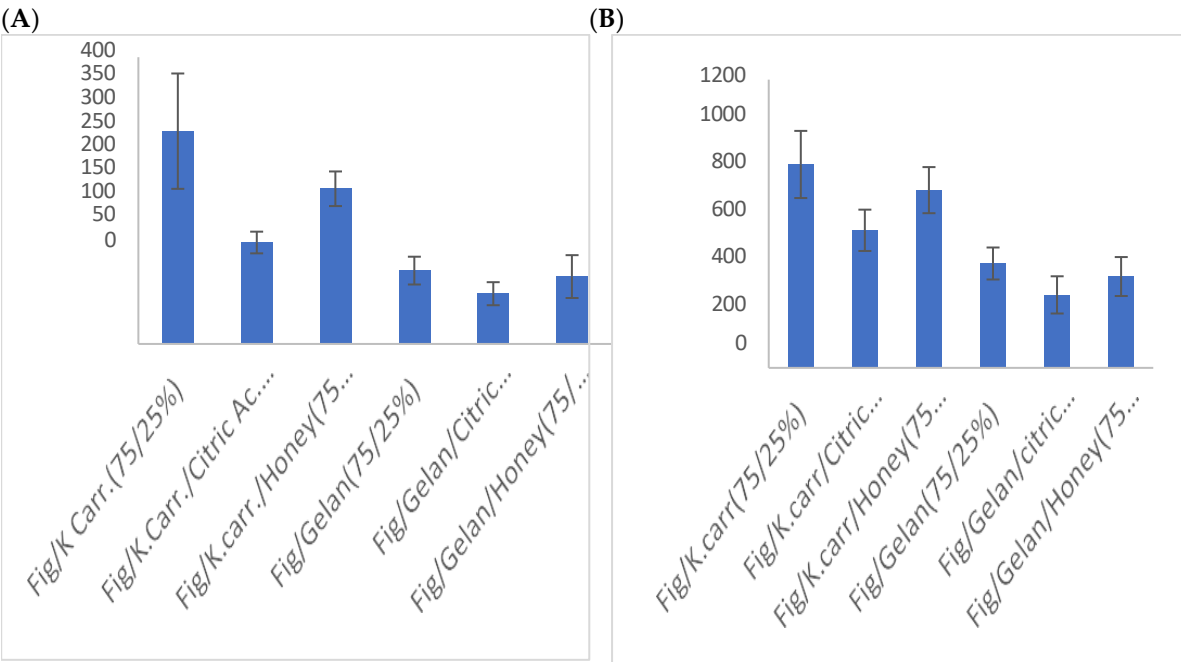 (A)
400
350
300
250
200
150
100
50
0
Fig/K Carr.(75/25%)
Fig/K.Carr./Citric Ac....
Fig/K.carr./Honey(75...
Fig/Gelan(75/25%)
Fig/Gelan/Citric...
Fig/Gelan/Honey(75/...
(B)
1200
1000
800
600
400
200
0
Fig/K.carr(75/25%)
Fig/K.carr/Citric...
Fig/K.carr/Honey(75...
Fig/Gelan(75/25%)
Fig/Gelan/citric...
Fig/Gelan/Honey(75...